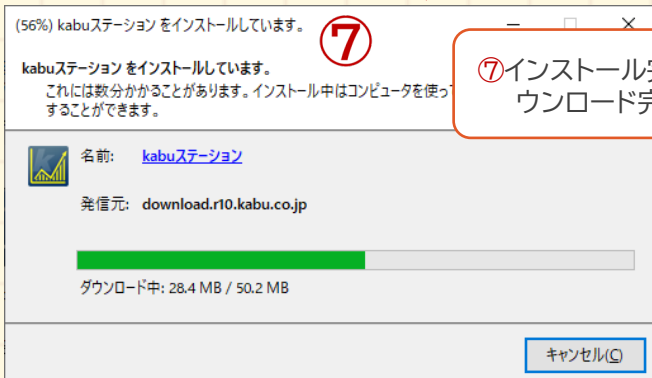 (56%) kabuステーション をインストールしています。
⑦
kabuステーション をインストールしています。
これには数分かかることがあります。インストール中はコンピュータを使っ
することができます。
⑦インストール完
ウンロード完
名前: kabuステーション
発信元: download.r10.kabu.co.jp
ダウンロード中: 28.4 MB / 50.2 MB
キャンセル(C)